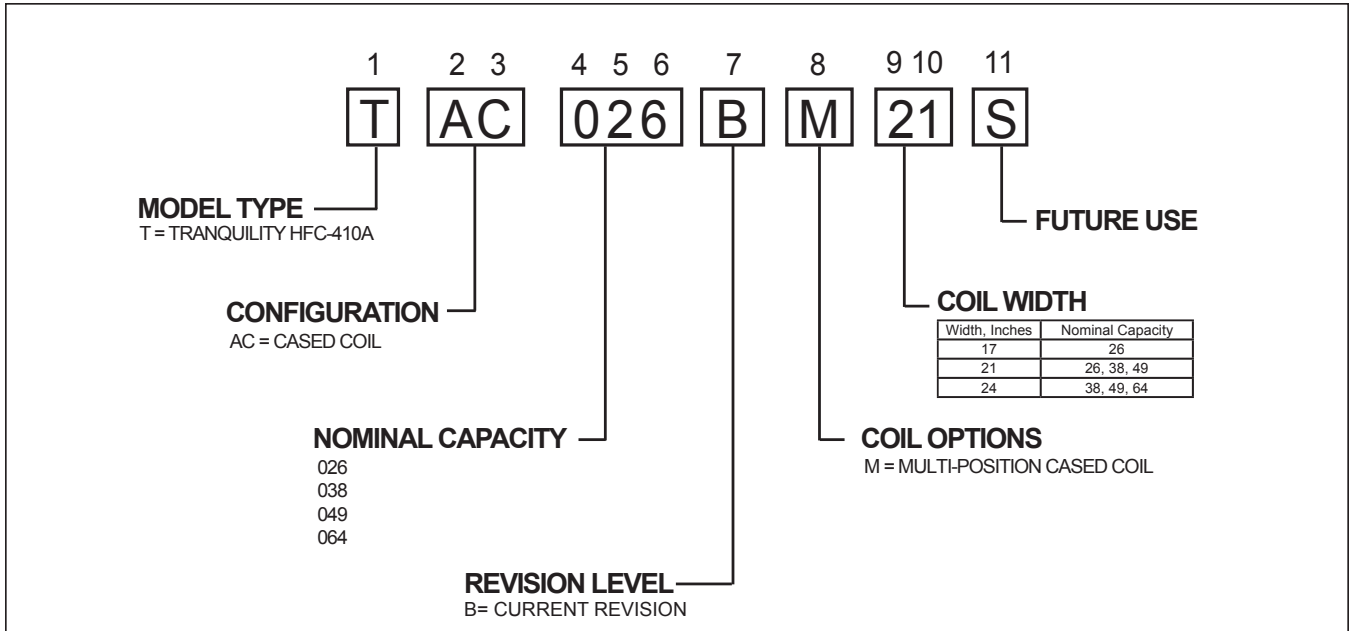 1 2 3 4 5 6 7 8 9 10 11
T AC 026 B M 21 S
MODEL TYPE
T = TRANQUILITY HFC-410A
CONFIGURATION
AC = CASED COIL
NOMINAL CAPACITY
026
038
049
064
REVISION LEVEL
B= CURRENT REVISION
FUTURE USE
COIL WIDTH
Width, Inches Nominal Capacity
17 26
21 26, 38, 49
24 38, 49, 64
COIL OPTIONS
M = MULTI-POSITION CASED COIL